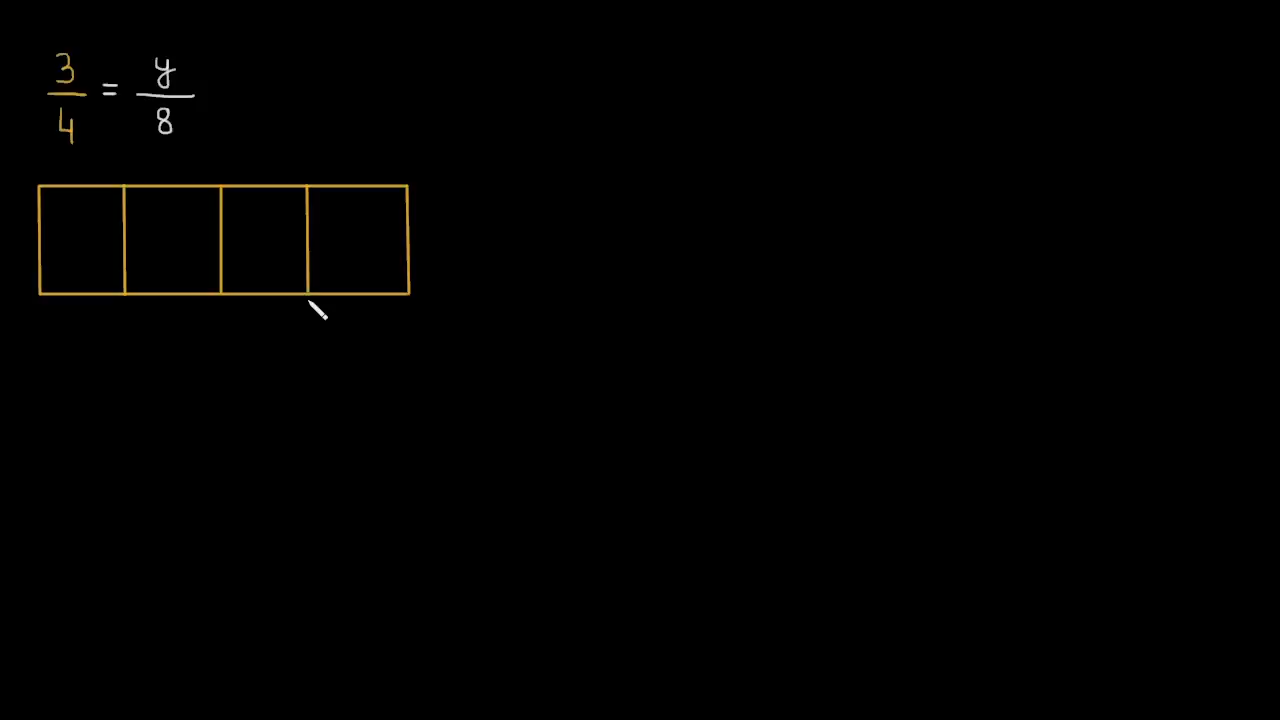 3/4 = y/8